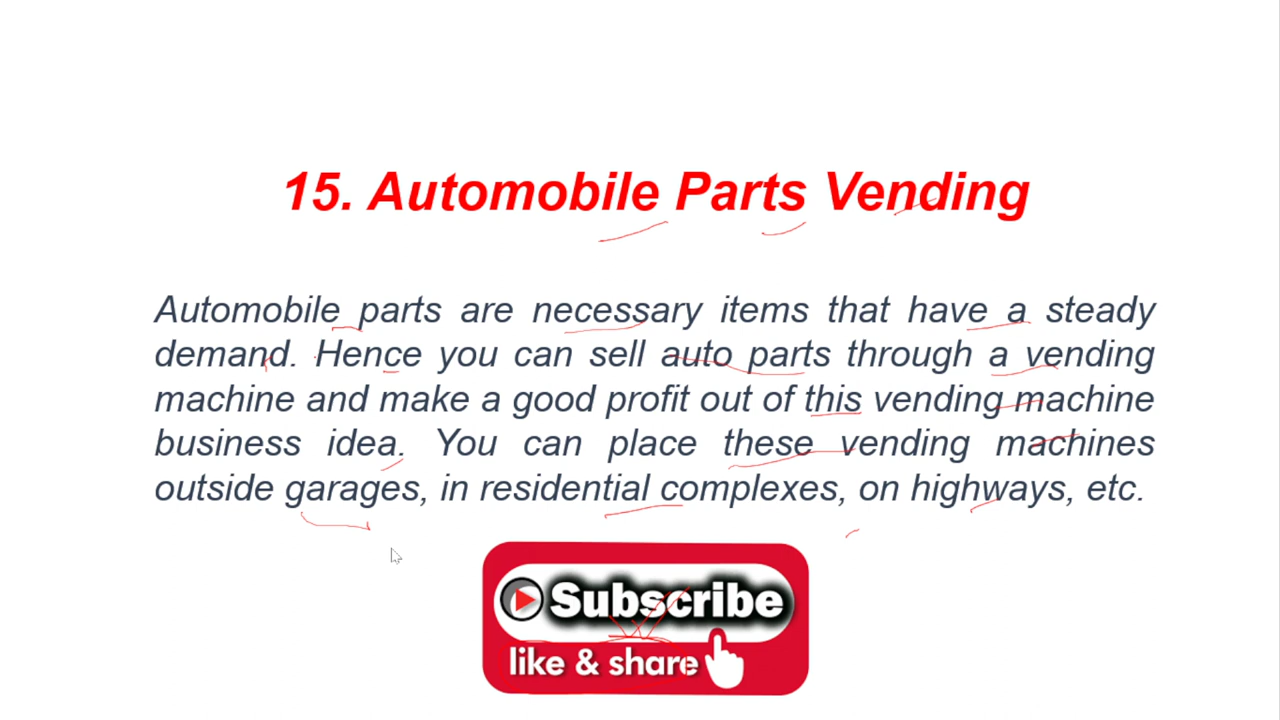 15. Automobile Parts Vending
Automobile parts are necessary items that have a steady
demand. Hence you can sell auto parts through a vending
machine and make a good profit out of this vending machine
business idea. You can place these vending machines
outside garages, in residential complexes, on highways, etc.
Subscribe
like & share